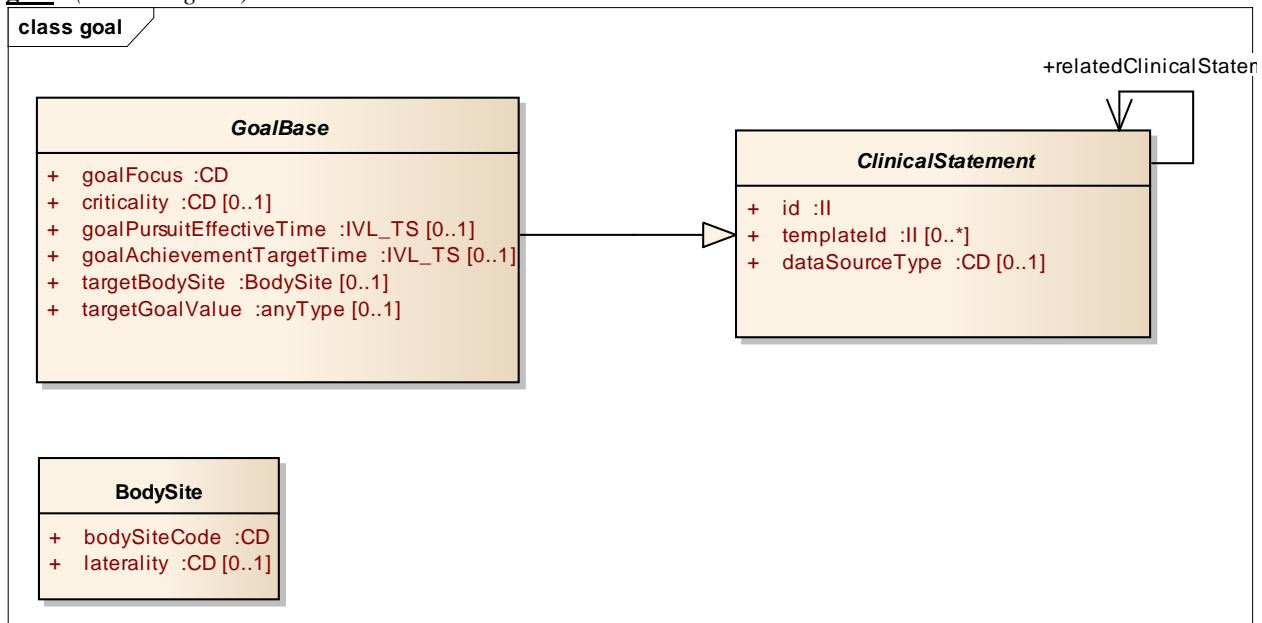 class goal
+relatedClinicalStatem
GoalBase
+ goalFocus :CD
+ criticality :CD [0..1]
+ goalPursuitEffectiveTime :IVL_TS [0..1]
+ goalAchievementTargetTime :IVL_TS [0..1]
+ targetBodySite :BodySite [0..1]
+ targetGoalValue :anyType [0..1]
ClinicalStatement
+ id :II
+ templateId :II [0..*]
+ dataSourceType :CD [0..1]
BodySite
+ bodySiteCode :CD
+ laterality :CD [0..1]